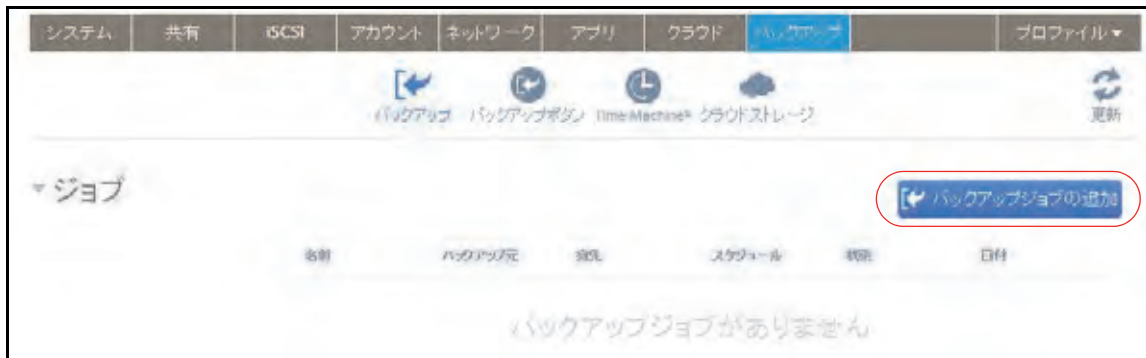 システム 共有 iSCSI アカウント ネットワーク アプリ クラウド バックアップ プロファイル▼
バックアップ バックアップボタン Time Machine® クラウドストレージ 更新
▼ジョブ
バックアップジョブの追加
名前 バックアップ元 宛先 スケジュール 状態 日付
バックアップジョブがありません